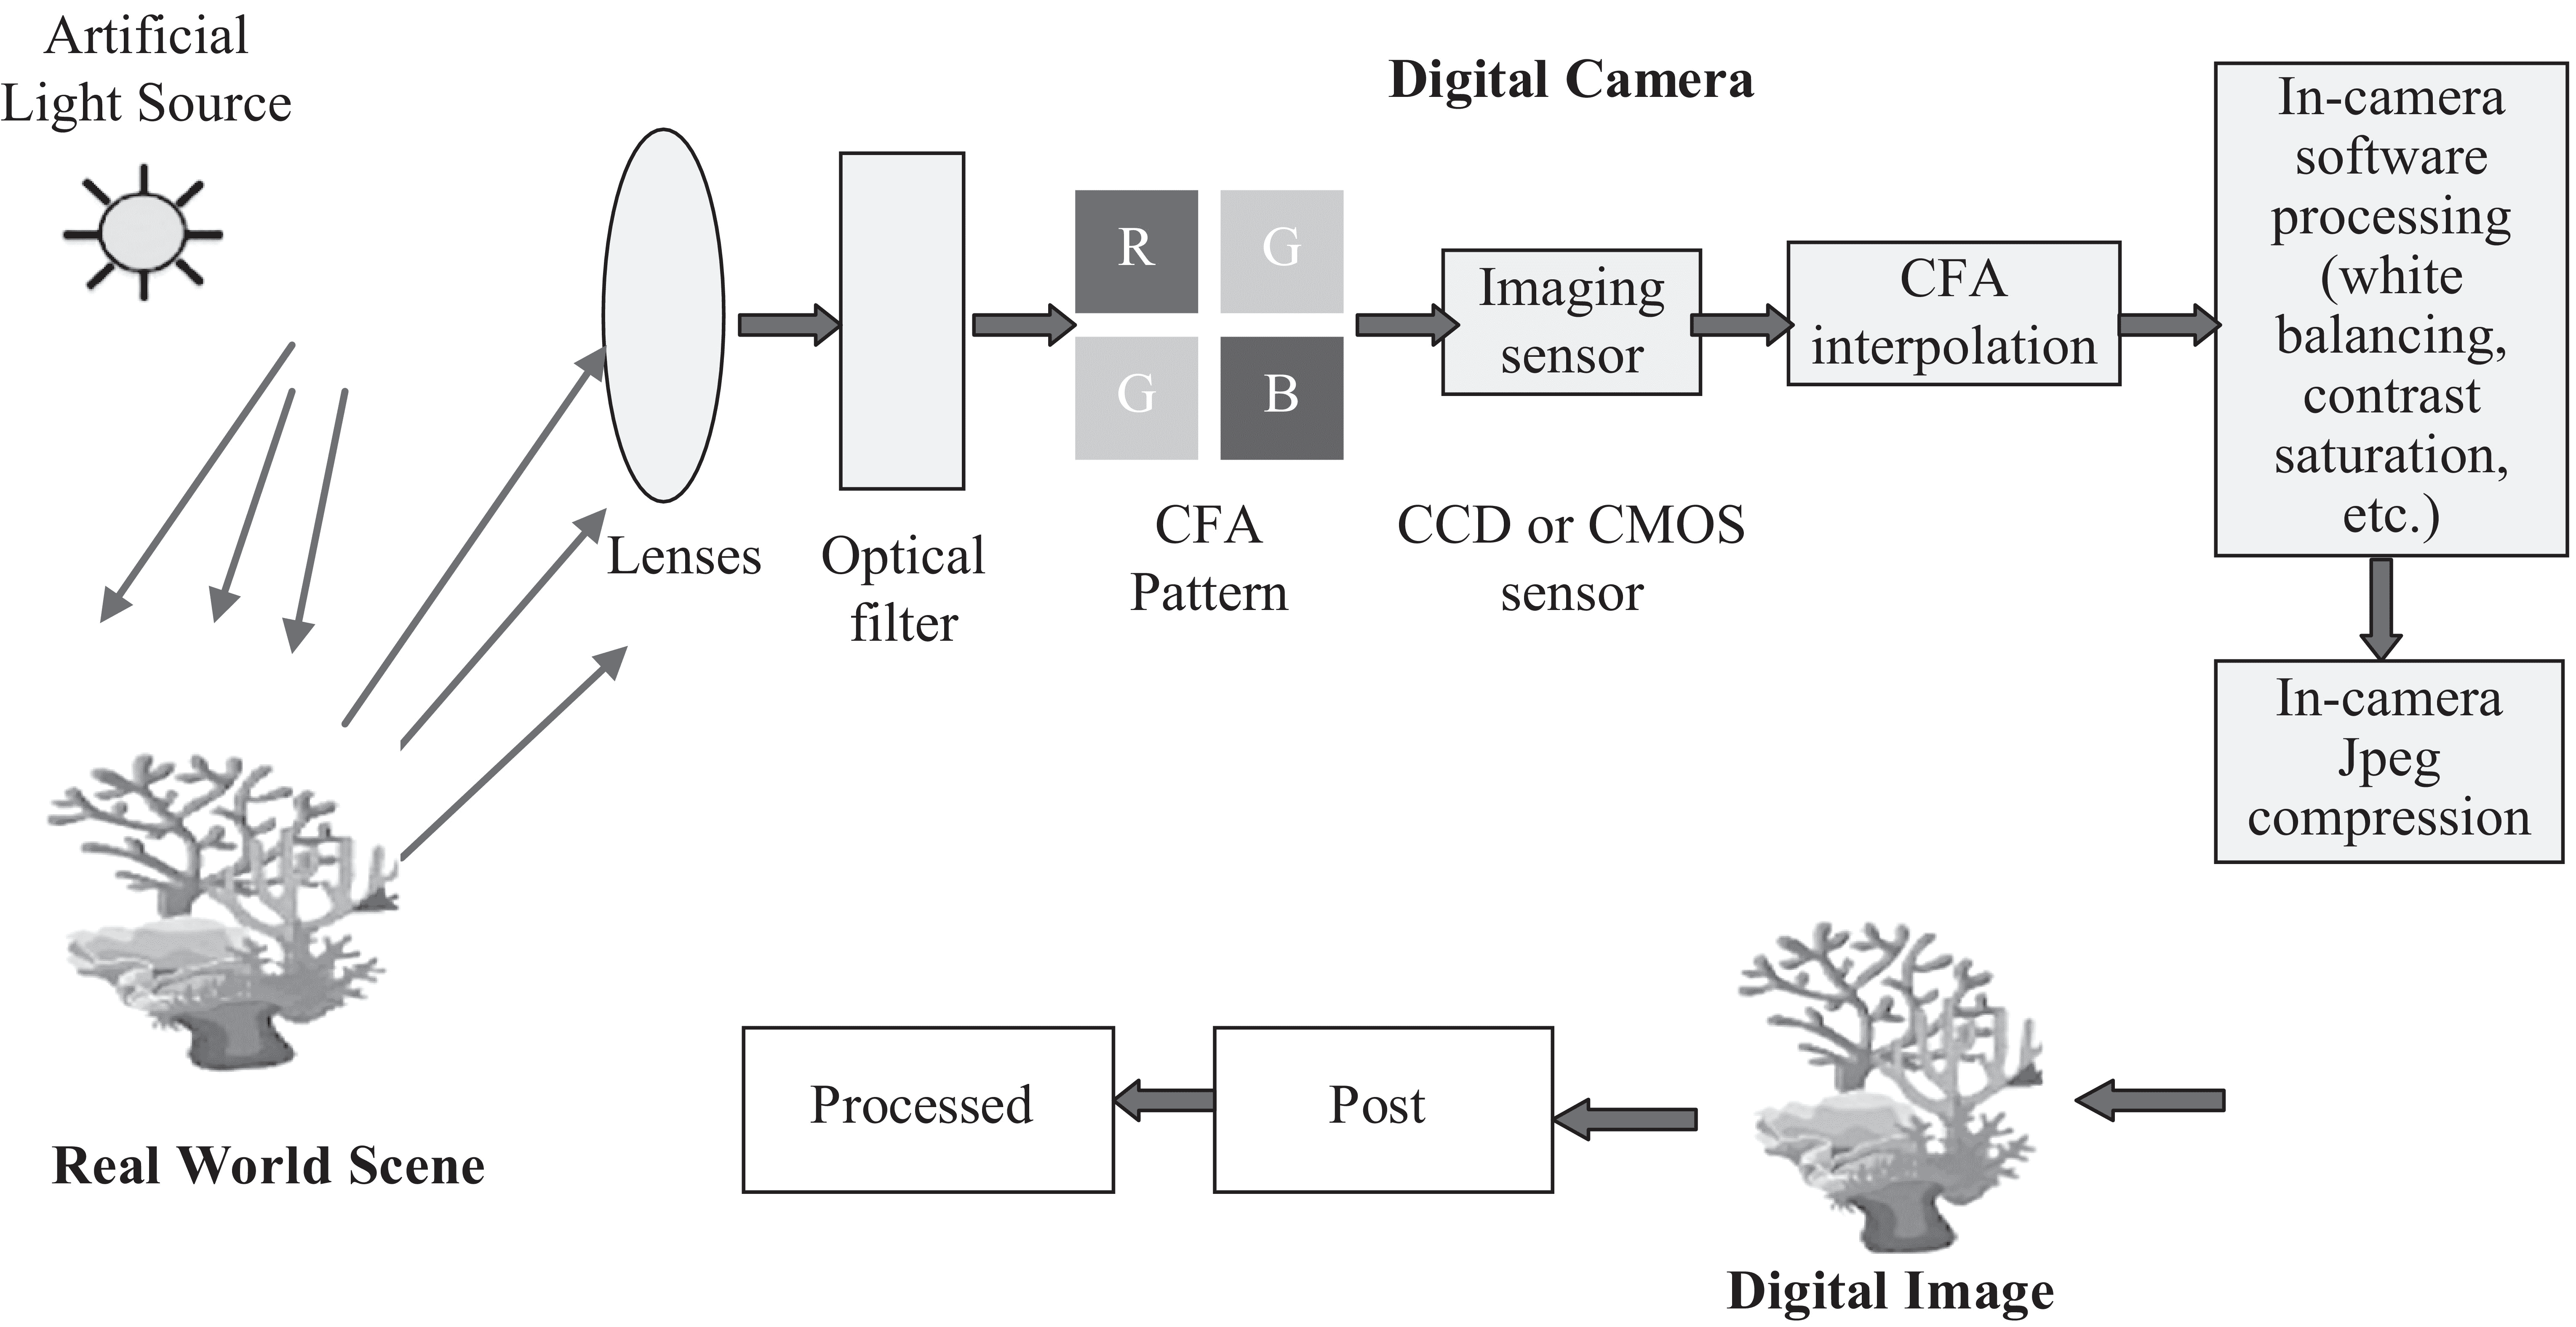 Artificial
Light Source
Digital Camera
R
G
G
B
Lenses
Optical
filter
CFA
Pattern
Imaging
sensor
CCD or CMOS
sensor
CFA
interpolation
In-camera
software
processing
(white
balancing,
contrast
saturation,
etc.)
In-camera
Jpeg
compression
Real World Scene
Processed
Post
Digital Image